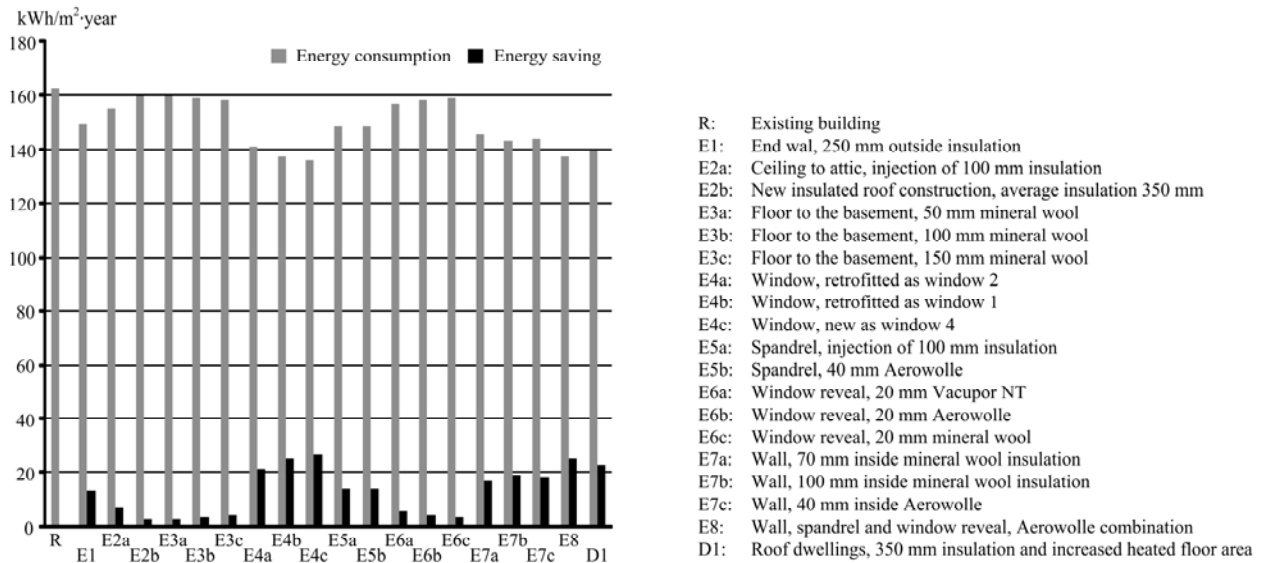 kWh/m²·year
180
Energy consumption Energy saving
160
140
120
100
80
60
40
20
0
R E2a E3a E3c E4b E5a E6a E6c E7b E8
E1 E2b E3b E4a E4c E5b E6b E7a E7c D1
R: Existing building
E1: End wal, 250 mm outside insulation
E2a: Ceiling to attic, injection of 100 mm insulation
E2b: New insulated roof construction, average insulation 350 mm
E3a: Floor to the basement, 50 mm mineral wool
E3b: Floor to the basement, 100 mm mineral wool
E3c: Floor to the basement, 150 mm mineral wool
E4a: Window, retrofitted as window 2
E4b: Window, retrofitted as window 1
E4c: Window, new as window 4
E5a: Spandrel, injection of 100 mm insulation
E5b: Spandrel, 40 mm Aerowolle
E6a: Window reveal, 20 mm Vacupor NT
E6b: Window reveal, 20 mm Aerowolle
E6c: Window reveal, 20 mm mineral wool
E7a: Wall, 70 mm inside mineral wool insulation
E7b: Wall, 100 mm inside mineral wool insulation
E7c: Wall, 40 mm inside Aerowolle
E8: Wall, spandrel and window reveal, Aerowolle combination
D1: Roof dwellings, 350 mm insulation and increased heated floor area